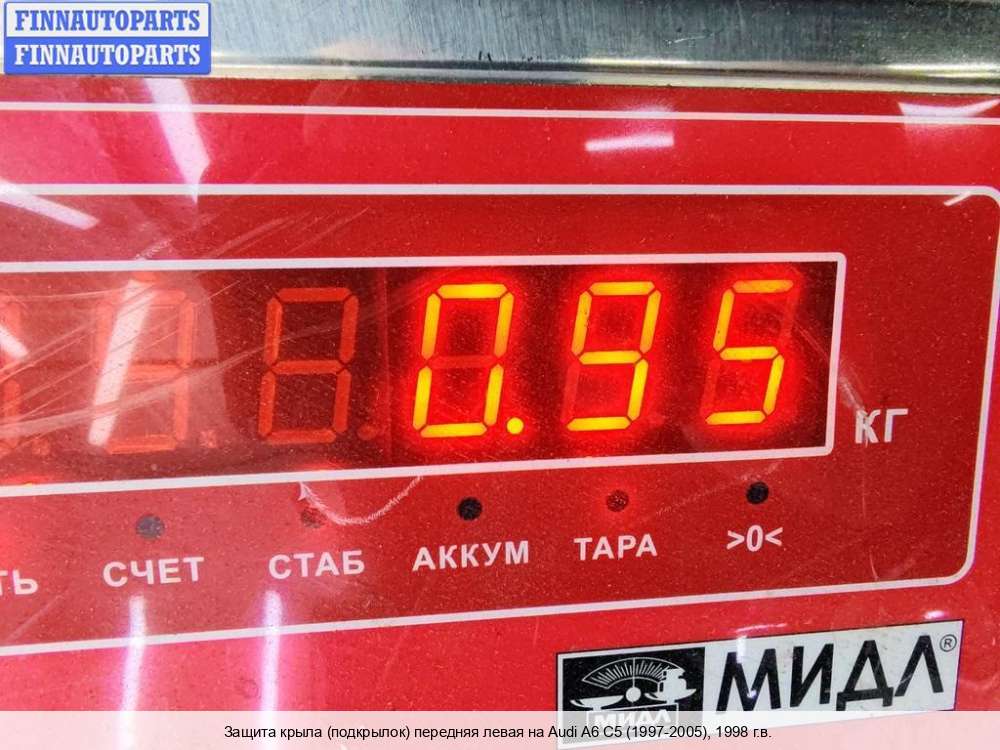 FINNAUTOPARTS
FINNAUTOPARTS
0.95
КГ
СЧЕТ СТАБ АККУМ ТАРА >0<
МИДЛ®
МИДЛ
Защита крыла (подкрылок) передняя левая на Audi A6 C5 (1997-2005), 1998 г.в.